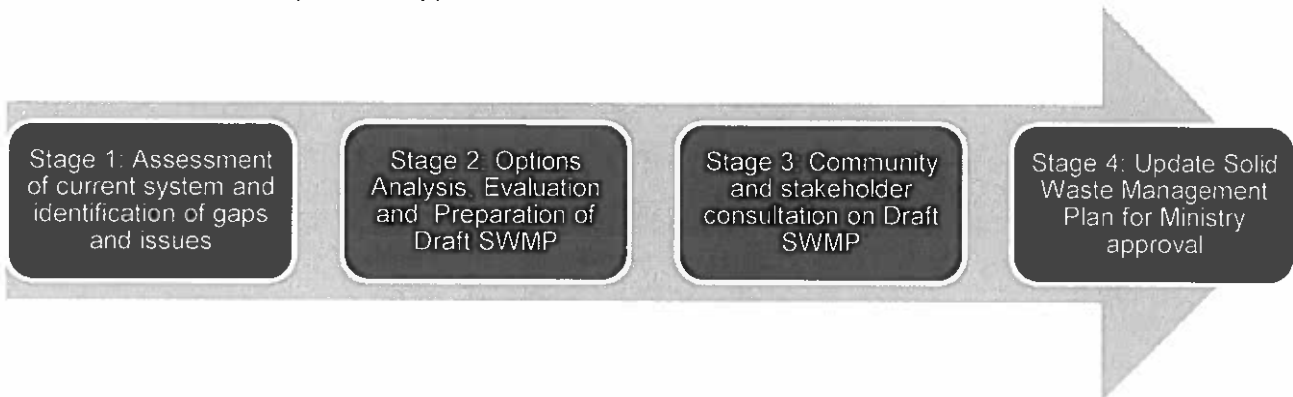 Stage 1: Assessment
of current system and
identification of gaps
and issues
Stage 2: Options
Analysis, Evaluation
and Preparation of
Draft SWMP
Stage 3: Community
and stakeholder
consultation on Draft
SWMP
Stage 4: Update Solid
Waste Management
Plan for Ministry
approval